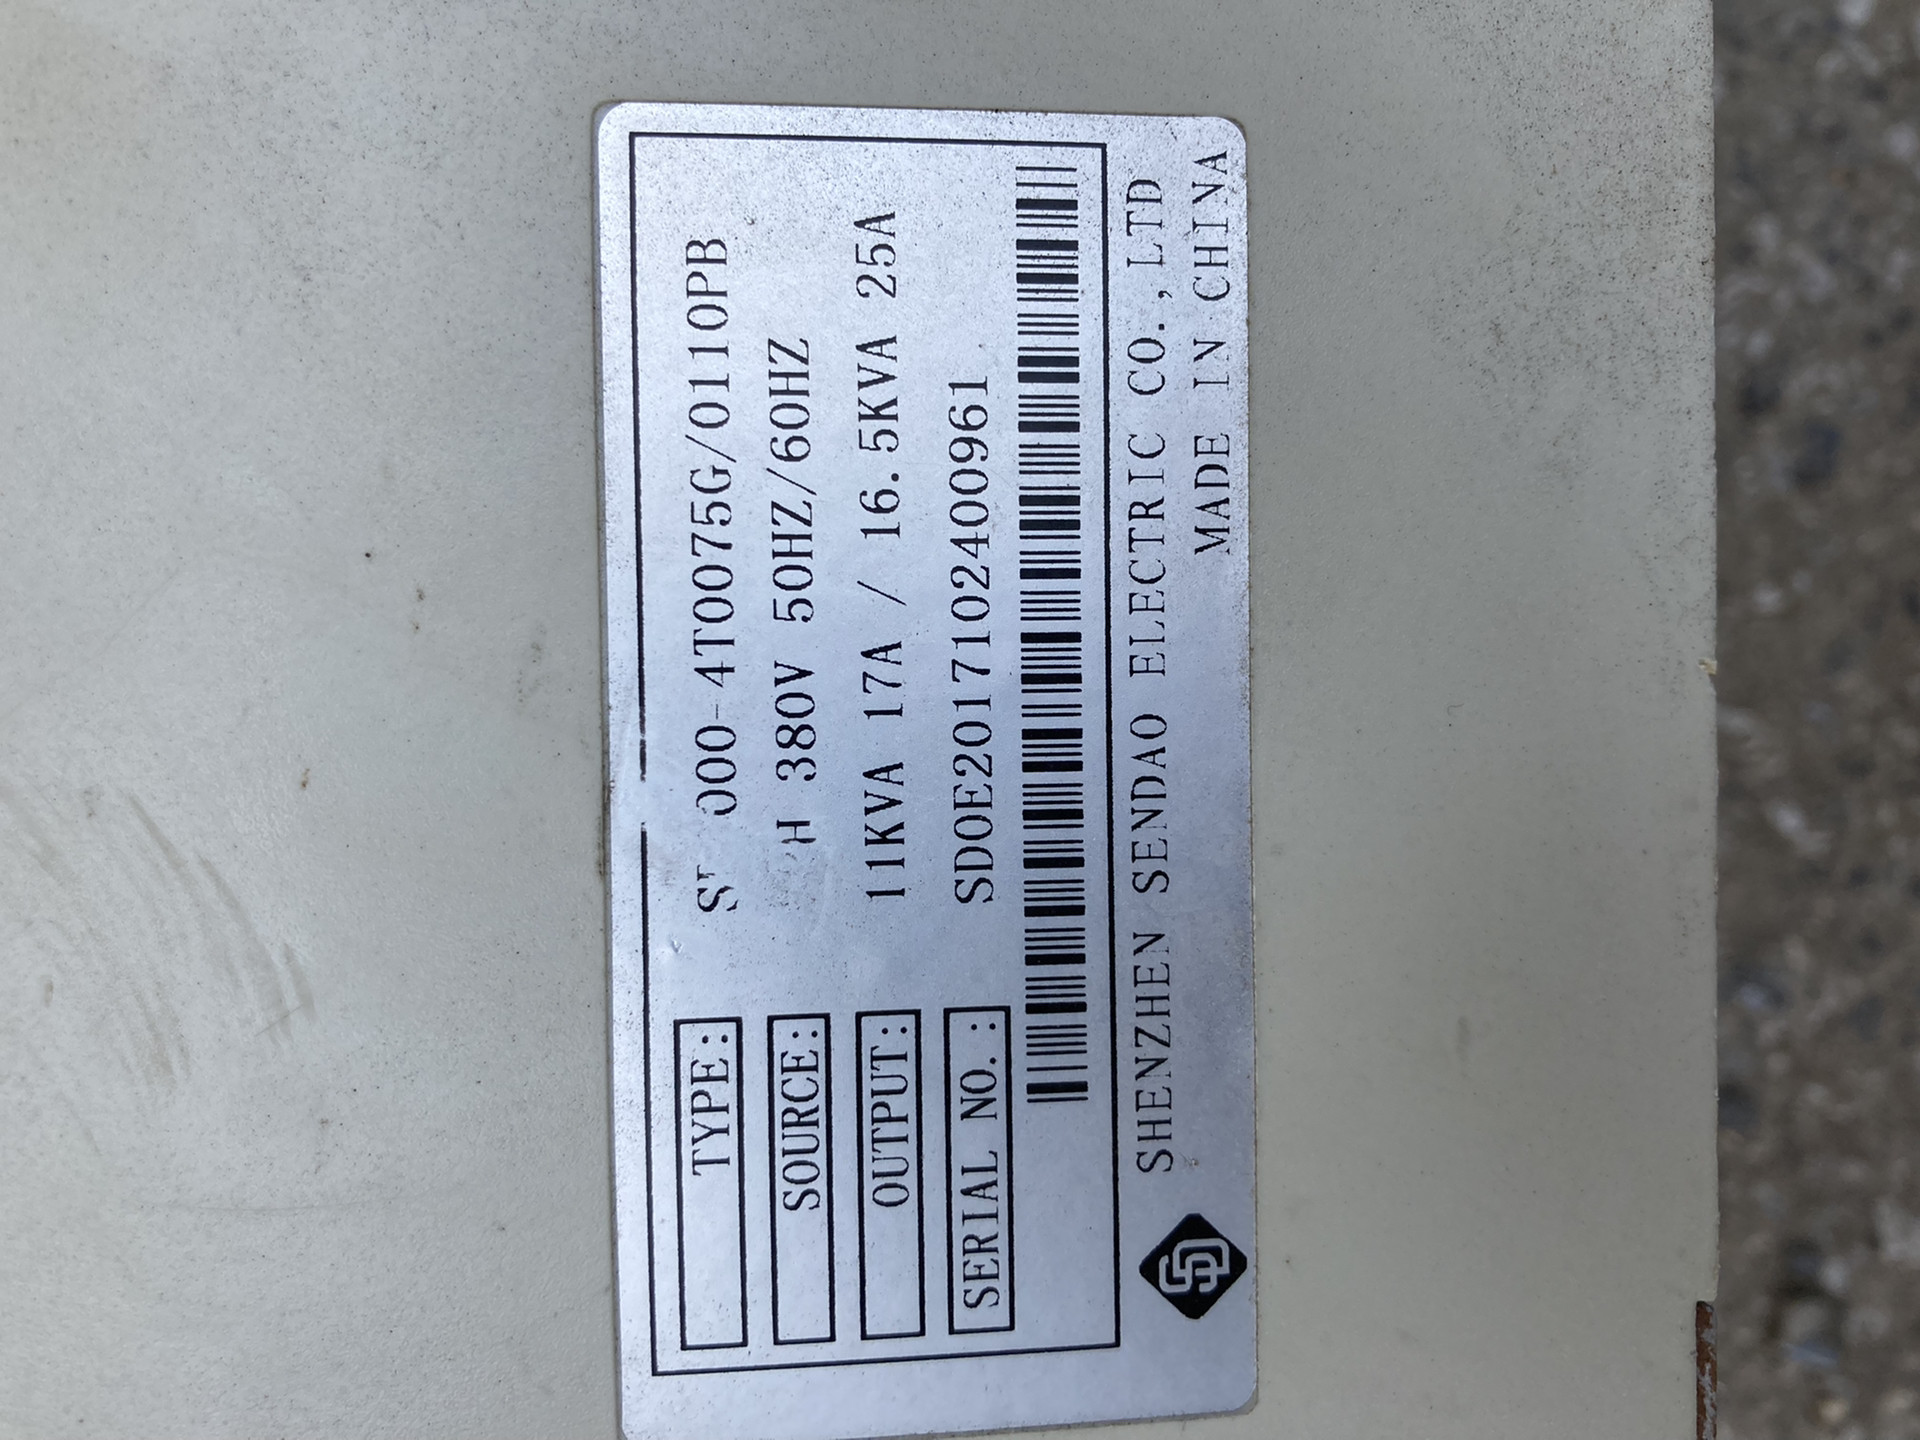 TYPE: 000-4T0075G/0110PB
SOURCE: 380V 50HZ/60HZ
OUTPUT: 11KVA 17A / 16.5KVA 25A
SERIAL NO.: SDOE2017102400961
SHENZHEN SENDAO ELECTRIC CO.,LTD
MADE IN CHINA